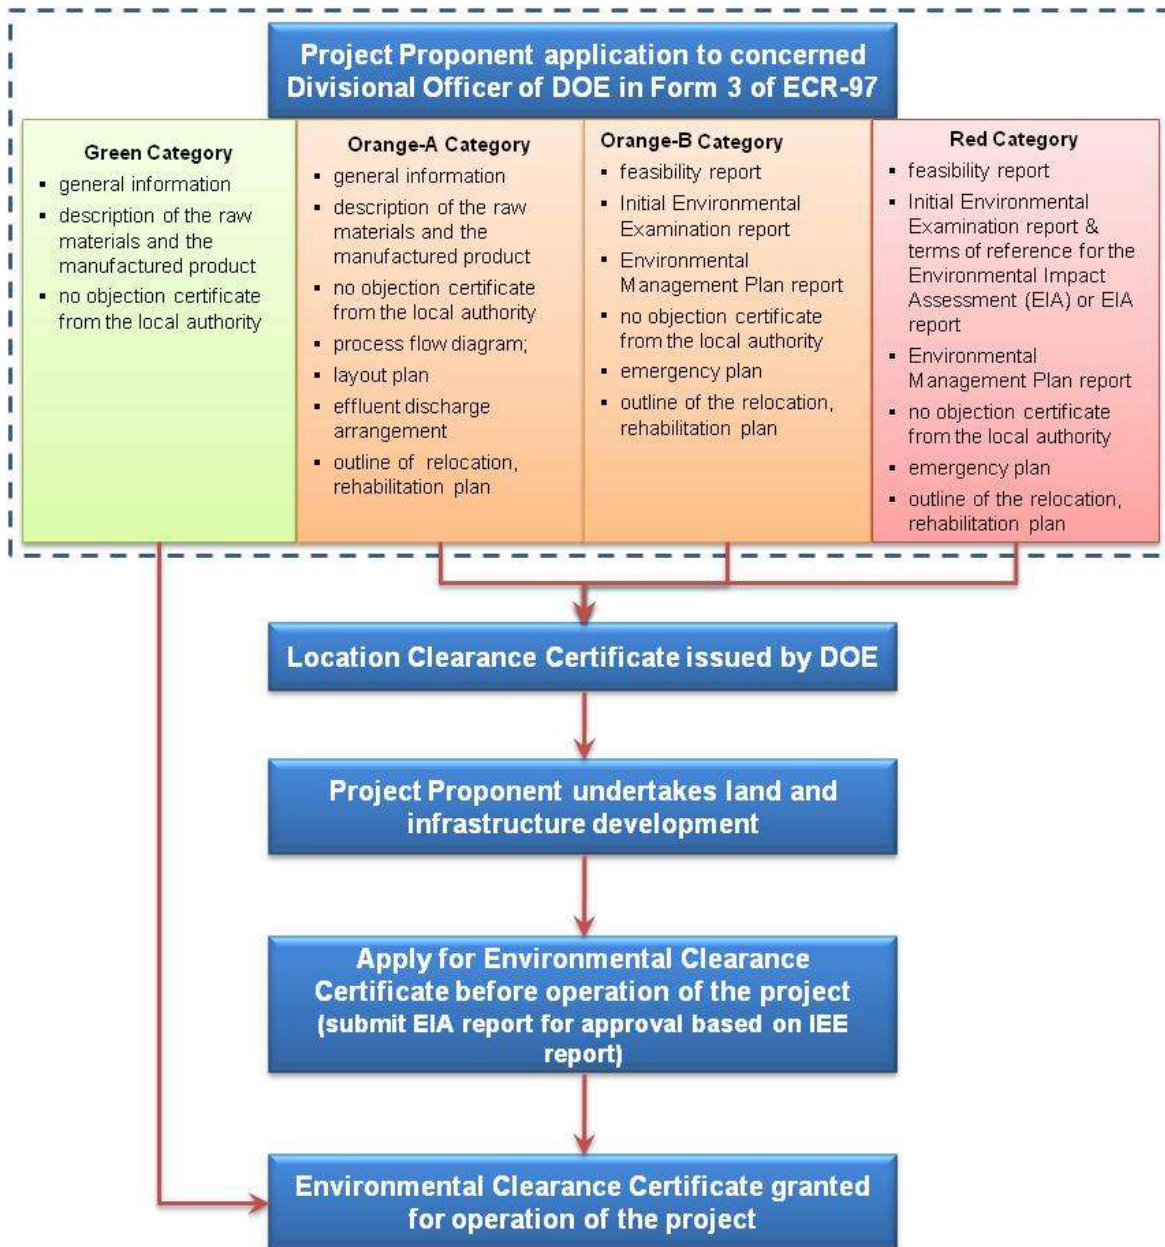 Project Proponent application to concerned
Divisional Officer of DOE in Form 3 of ECR-97
Green Category
▪ general information
▪ description of the raw
materials and the
manufactured product
▪ no objection certificate
from the local authority
Orange-A Category
▪ general information
▪ description of the raw
materials and the
manufactured product
▪ no objection certificate
from the local authority
▪ process flow diagram;
▪ layout plan
▪ effluent discharge
arrangement
▪ outline of relocation,
rehabilitation plan
Orange-B Category
▪ feasibility report
▪ Initial Environmental
Examination report
▪ Environmental
Management Plan report
▪ no objection certificate
from the local authority
▪ emergency plan
▪ outline of the relocation,
rehabilitation plan
Red Category
▪ feasibility report
▪ Initial Environmental
Examination report &
terms of reference for the
Environmental Impact
Assessment (EIA) or EIA
report
▪ Environmental
Management Plan report
▪ no objection certificate
from the local authority
▪ emergency plan
▪ outline of the relocation,
rehabilitation plan
Location Clearance Certificate issued by DOE
Project Proponent undertakes land and
infrastructure development
Apply for Environmental Clearance
Certificate before operation of the project
(submit EIA report for approval based on IEE
report)
Environmental Clearance Certificate granted
for operation of the project